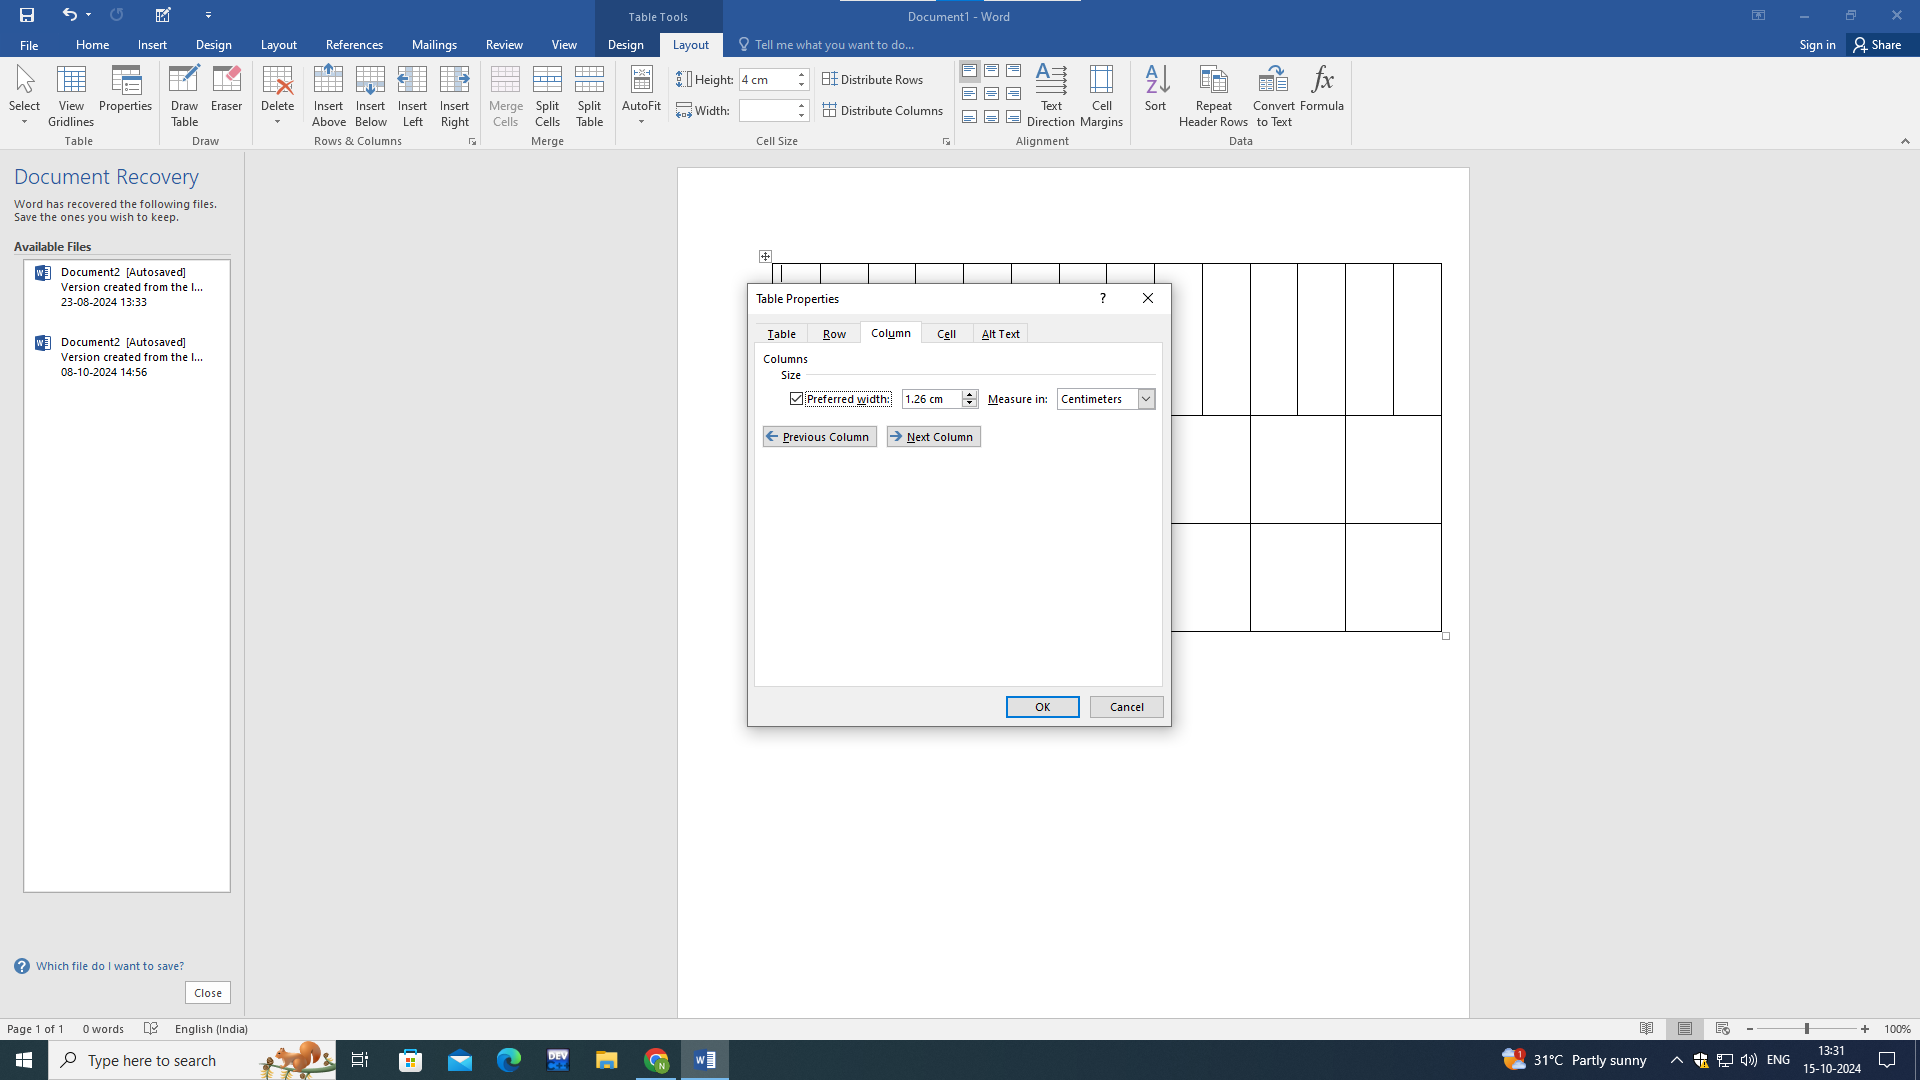 Table Tools
Document1 - Word
File
Home
Insert
Design
Layout
References
Mailings
Review
View
Design
Layout
Tell me what you want to do...
Sign in
Share
Select
View
Gridlines
Properties
Table
Draw
Table
Eraser
Draw
Delete
Insert
Above
Insert
Below
Insert
Left
Insert
Right
Rows & Columns
Merge
Cells
Split
Cells
Split
Table
Merge
AutoFit
Height: 4 cm
Width:
Distribute Rows
Distribute Columns
Cell Size
Text
Direction
Cell
Margins
Alignment
Sort
Repeat
Header Rows
Convert
to Text
Formula
Data
Document Recovery
Word has recovered the following files.
Save the ones you wish to keep.
Available Files
Document2 [Autosaved]
Version created from the l...
23-08-2024 13:33
Document2 [Autosaved]
Version created from the l...
08-10-2024 14:56
Which file do I want to save?
Close
Table Properties
?
Table
Row
Column
Cell
Alt Text
Columns
Size
Preferred width: 1.26 cm Measure in: Centimeters
Previous Column
Next Column
OK
Cancel
Page 1 of 1
0 words
English (India)
100%
Type here to search
DEV
N
1
31°C Partly sunny
ENG
13:31
15-10-2024